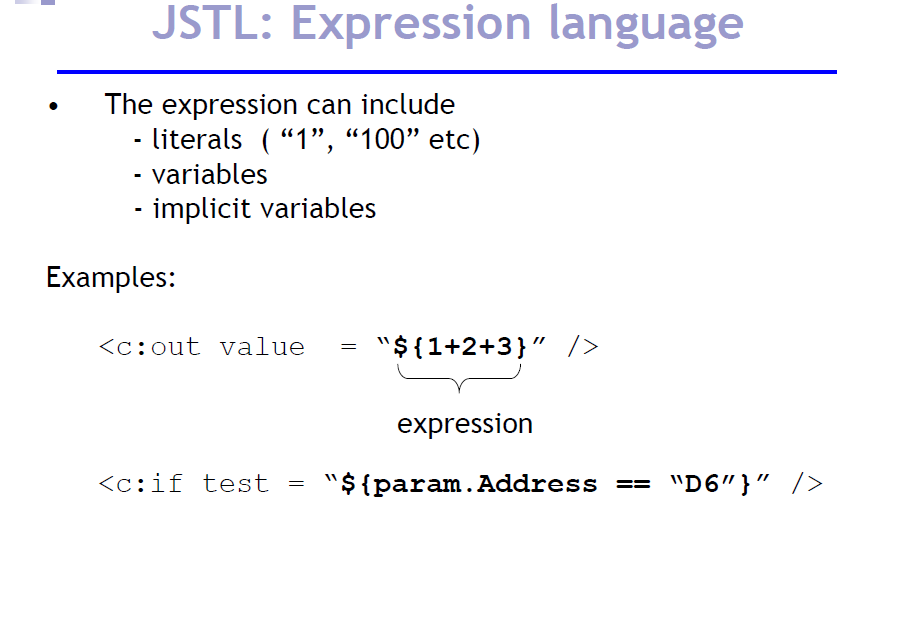 JSTL: Expression language
• The expression can include
- literals ( “1”, “100” etc)
- variables
- implicit variables
Examples:
<c:out value = “${1+2+3}” />
expression
<c:if test = “${param.Address == “D6”}” />